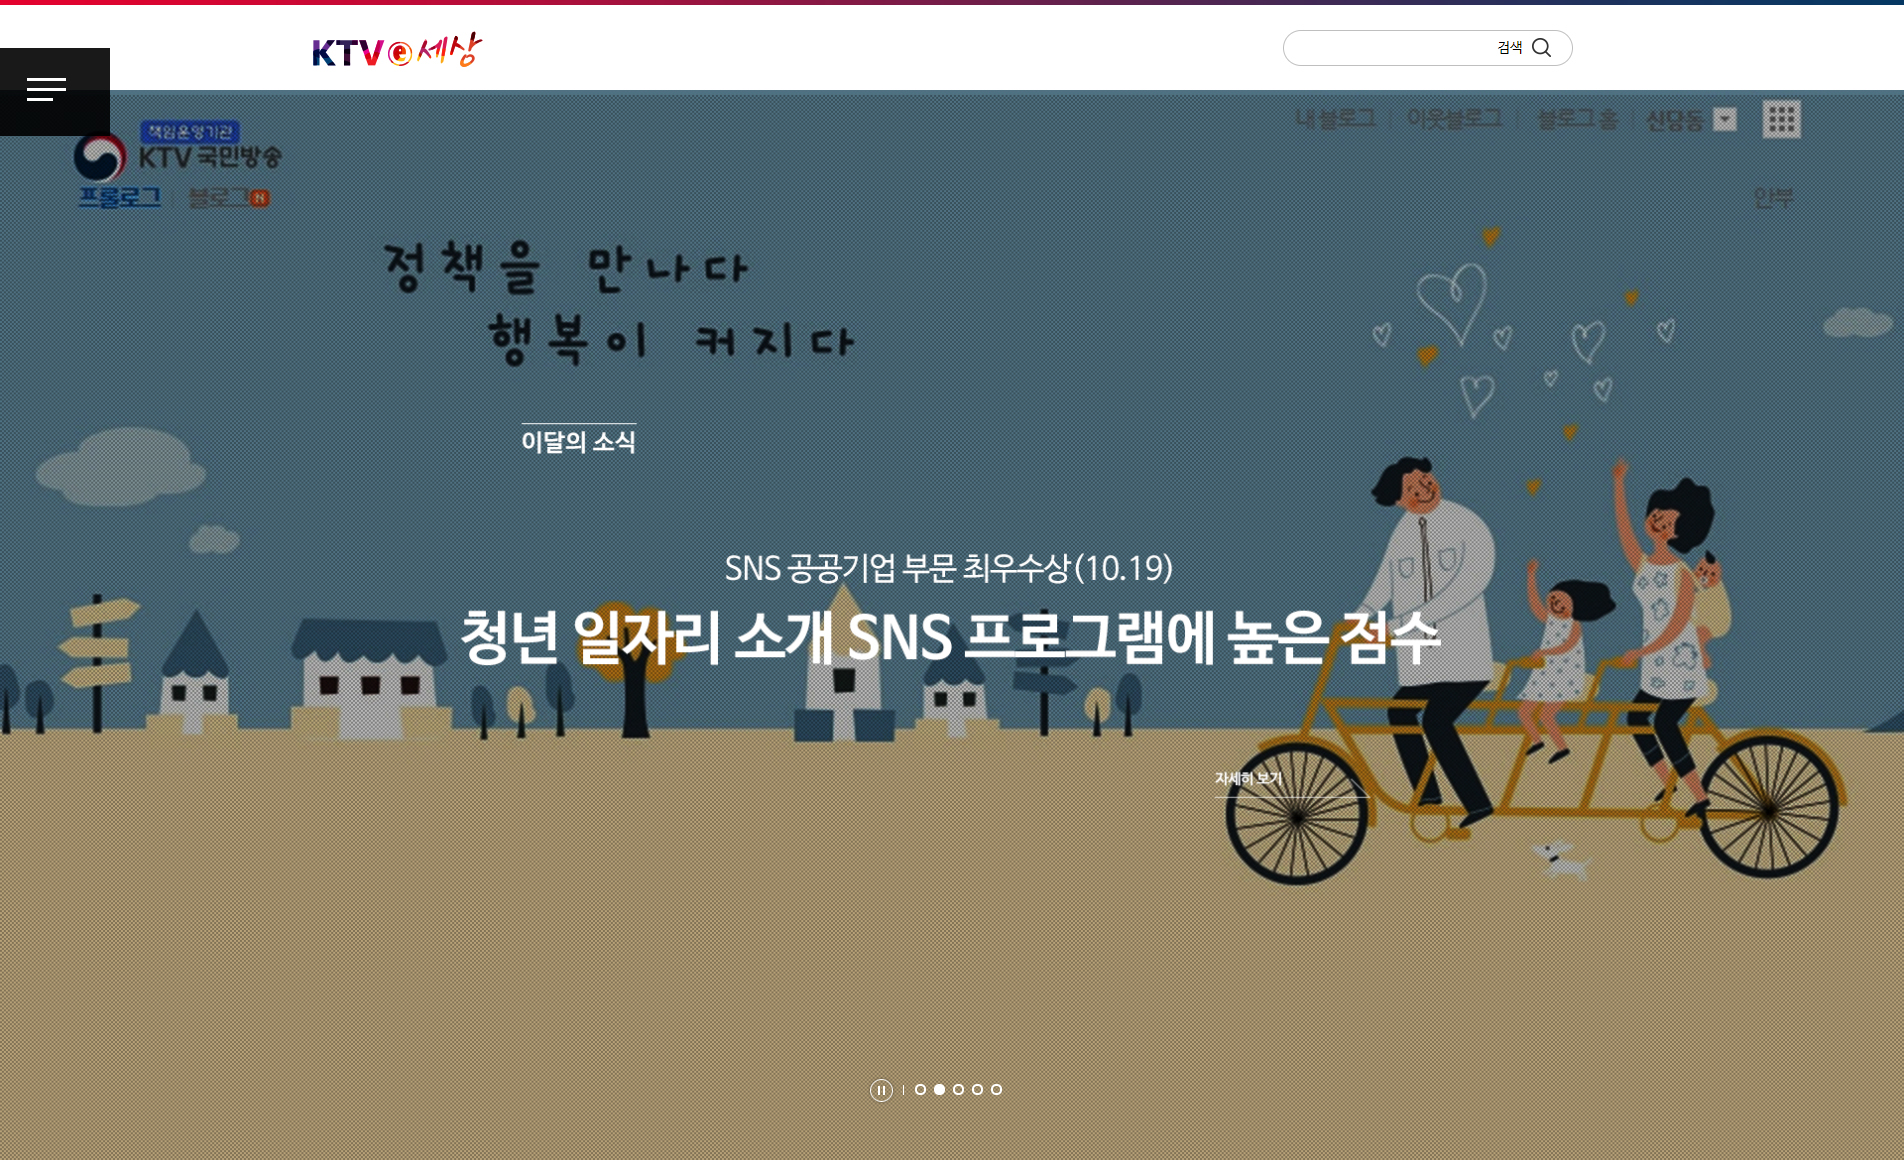 KTV e 세상
검색
내 블로그 | 이웃블로그 | 블로그 홈 | 신당동
책임운영기관
KTV 국민방송
프롤로그 | 블로그 N
안부
정책을 만나다
행복이 커지다
이달의 소식
SNS 공공기업 부문 최우수상(10.19)
청년 일자리 소개 SNS 프로그램에 높은 점수
자세히 보기